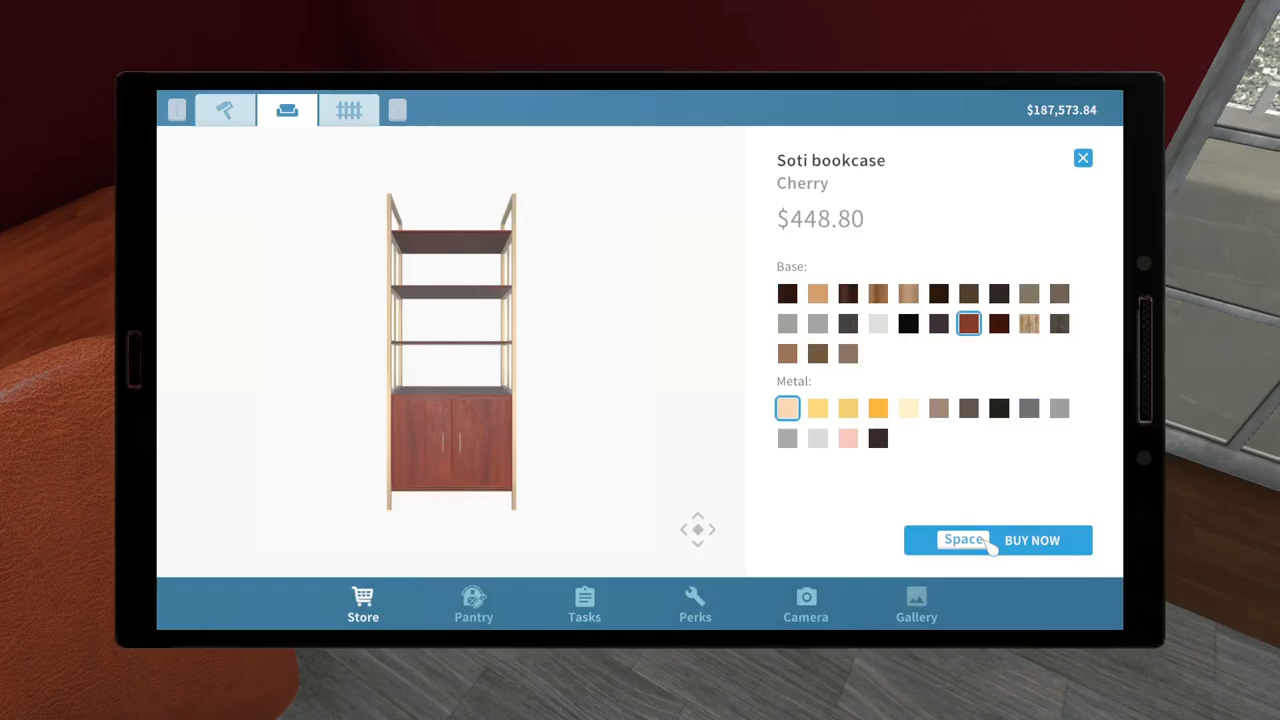 $187,573.84
Soti bookcase
Cherry
$448.80
Base:
Metal:
Space BUY NOW
Store Pantry Tasks Perks Camera Gallery